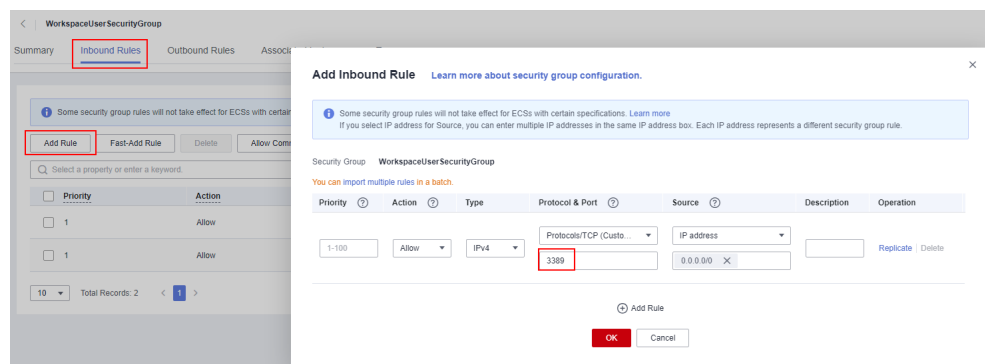 WorkspaceUserSecurityGroup
Summary Inbound Rules Outbound Rules
Some security group rules will not take effect for ECSs with certain
Add Rule Fast-Add Rule Delete Allow
Select a property or enter a keyword.
Priority Action
1 Allow
1 Allow
10 Total Records: 2 < 1 >
Add Inbound Rule Learn more about security group configuration.
Some security group rules will not take effect for ECSs with certain specifications. Learn more
If you select IP address for Source, you can enter multiple IP addresses in the same IP address box. Each IP address represents a different security group rule.
Security Group WorkspaceUserSecurityGroup
You can import multiple rules in a batch.
Priority ? Action ? Type Protocol & Port ? Source ? Description Operation
1-100 Allow IPv4 Protocols/TCP (Custo... IP address Replicate Delete
3389 0.0.0.0/0
Add Rule
OK Cancel